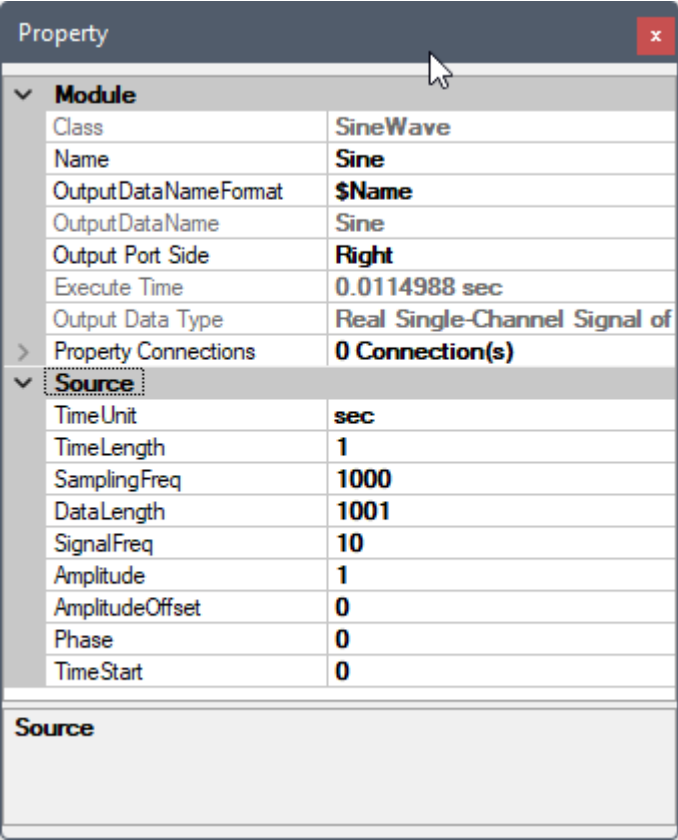 Property
x
Module
Class SineWave
Name Sine
OutputDataNameFormat $Name
OutputDataName Sine
Output Port Side Right
Execute Time 0.0114988 sec
Output Data Type Real Single-Channel Signal of
Property Connections 0 Connection(s)
Source
TimeUnit sec
TimeLength 1
SamplingFreq 1000
DataLength 1001
SignalFreq 10
Amplitude 1
AmplitudeOffset 0
Phase 0
TimeStart 0
Source